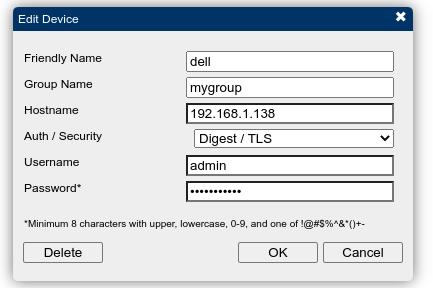 Edit Device ✖
Friendly Name dell
Group Name mygroup
Hostname 192.168.1.138
Auth / Security Digest / TLS
Username admin
Password* •••••••••••
*Minimum 8 characters with upper, lowercase, 0-9, and one of !@#$%^&*()+-
Delete OK Cancel